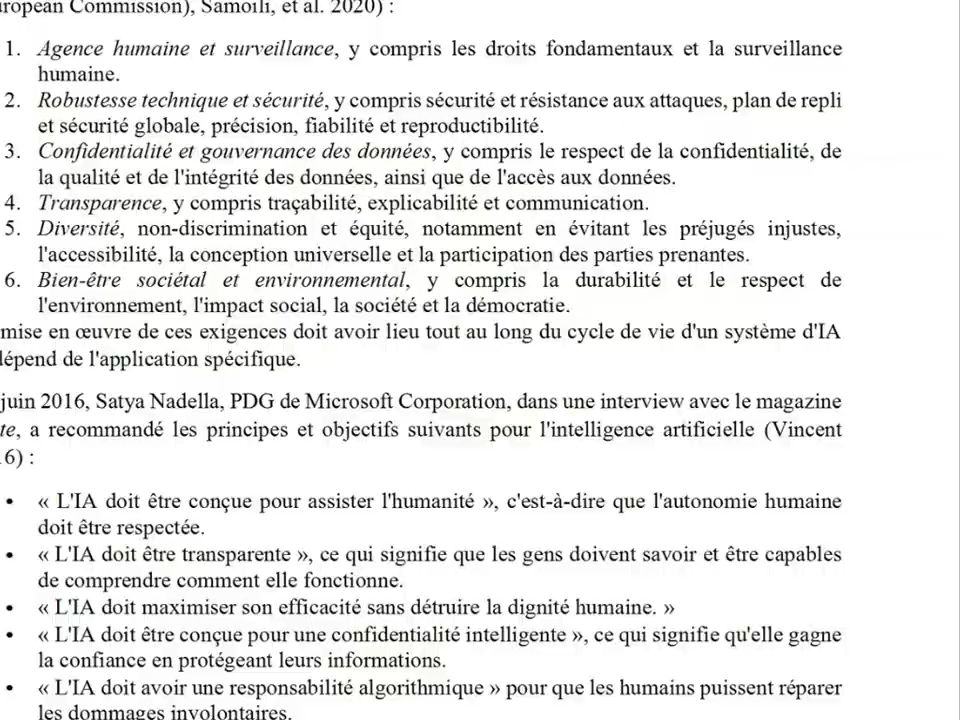 uropean Commission), Samoili, et al. 2020) :
1. Agence humaine et surveillance, y compris les droits fondamentaux et la surveillance
humaine.
2. Robustesse technique et sécurité, y compris sécurité et résistance aux attaques, plan de repli
et sécurité globale, précision, fiabilité et reproductibilité.
3. Confidentialité et gouvernance des données, y compris le respect de la confidentialité, de
la qualité et de l'intégrité des données, ainsi que de l'accès aux données.
4. Transparence, y compris traçabilité, explicabilité et communication.
5. Diversité, non-discrimination et équité, notamment en évitant les préjugés injustes,
l'accessibilité, la conception universelle et la participation des parties prenantes.
6. Bien-être sociétal et environnemental, y compris la durabilité et le respect de
l'environnement, l'impact social, la société et la démocratie.
mise en œuvre de ces exigences doit avoir lieu tout au long du cycle de vie d'un système d'IA
dépend de l'application spécifique.
juin 2016, Satya Nadella, PDG de Microsoft Corporation, dans une interview avec le magazine
te, a recommandé les principes et objectifs suivants pour l'intelligence artificielle (Vincent
16) :
• « L'IA doit être conçue pour assister l'humanité », c'est-à-dire que l'autonomie humaine
doit être respectée.
• « L'IA doit être transparente », ce qui signifie que les gens doivent savoir et être capables
de comprendre comment elle fonctionne.
• « L'IA doit maximiser son efficacité sans détruire la dignité humaine. »
• « L'IA doit être conçue pour une confidentialité intelligente », ce qui signifie qu'elle gagne
la confiance en protégeant leurs informations.
• « L'IA doit avoir une responsabilité algorithmique » pour que les humains puissent réparer
les dommages involontaires.